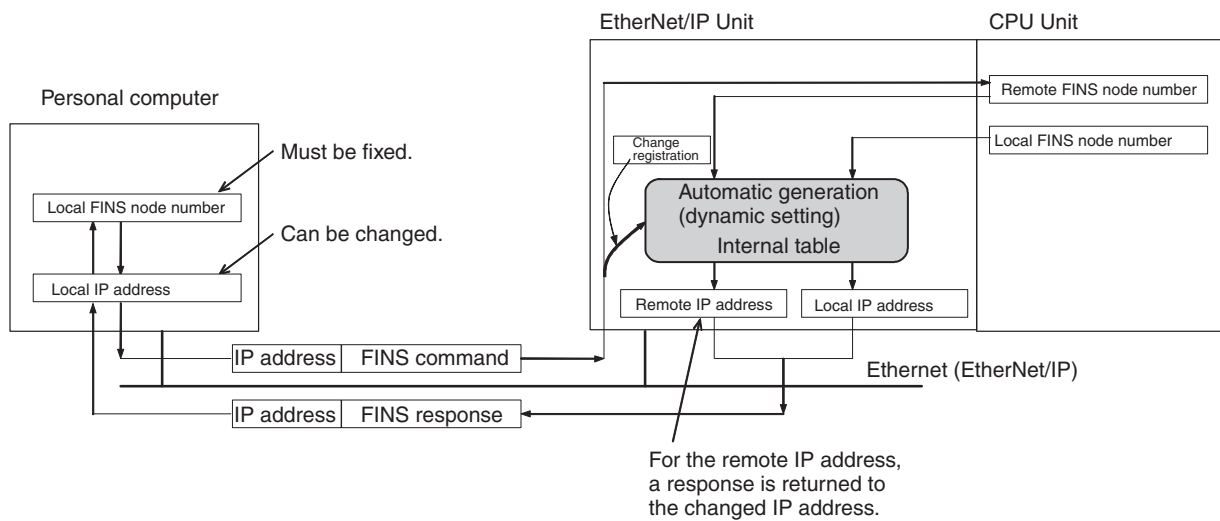 EtherNet/IP Unit
CPU Unit
Personal computer
Remote FINS node number
Must be fixed.
Change
registration
Local FINS node number
Automatic generation
(dynamic setting)
Internal table
Local FINS node number
Can be changed.
Local IP address
Remote IP address
Local IP address
IP address
FINS command
Ethernet (EtherNet/IP)
IP address
FINS response
For the remote IP address,
a response is returned to
the changed IP address.